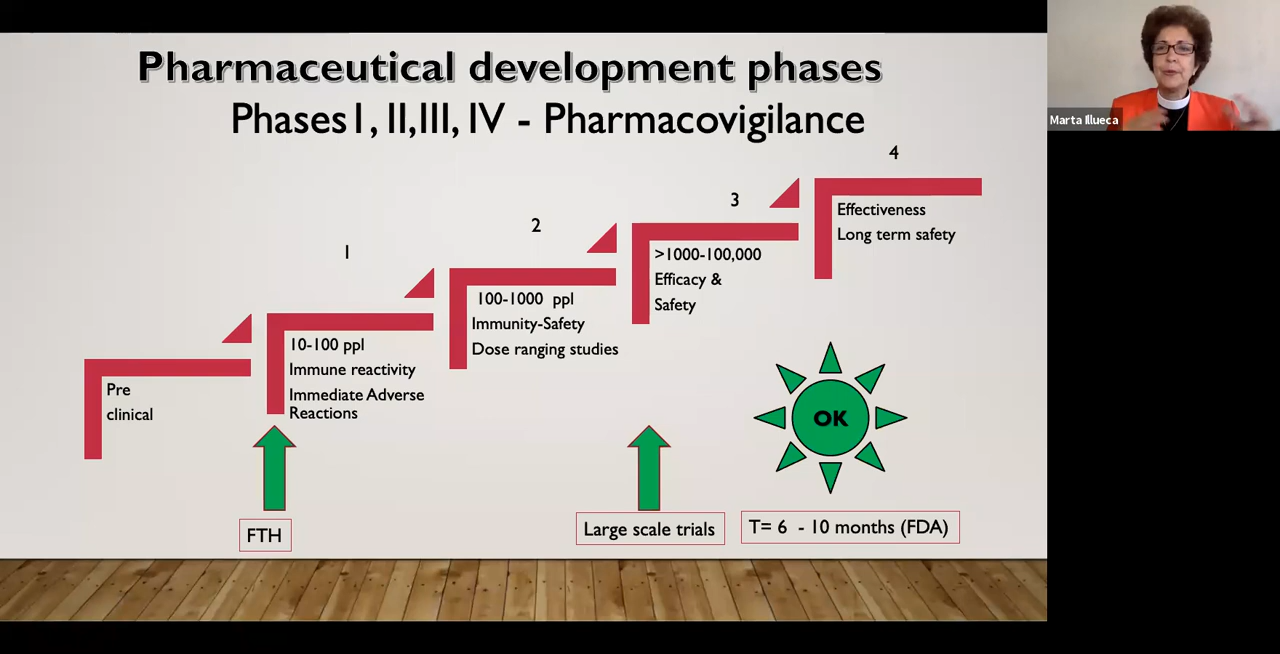 Pharmaceutical development phases
Phases1, II,III, IV - Pharmacovigilance
Marta Illueca
4
3
2
1
Effectiveness
Long term safety
>1000-100,000
Efficacy &
Safety
100-1000 ppl
Immunity-Safety
Dose ranging studies
10-100 ppl
Immune reactivity
Immediate Adverse
Reactions
Pre
clinical
OK
FTH
Large scale trials
T= 6 - 10 months (FDA)